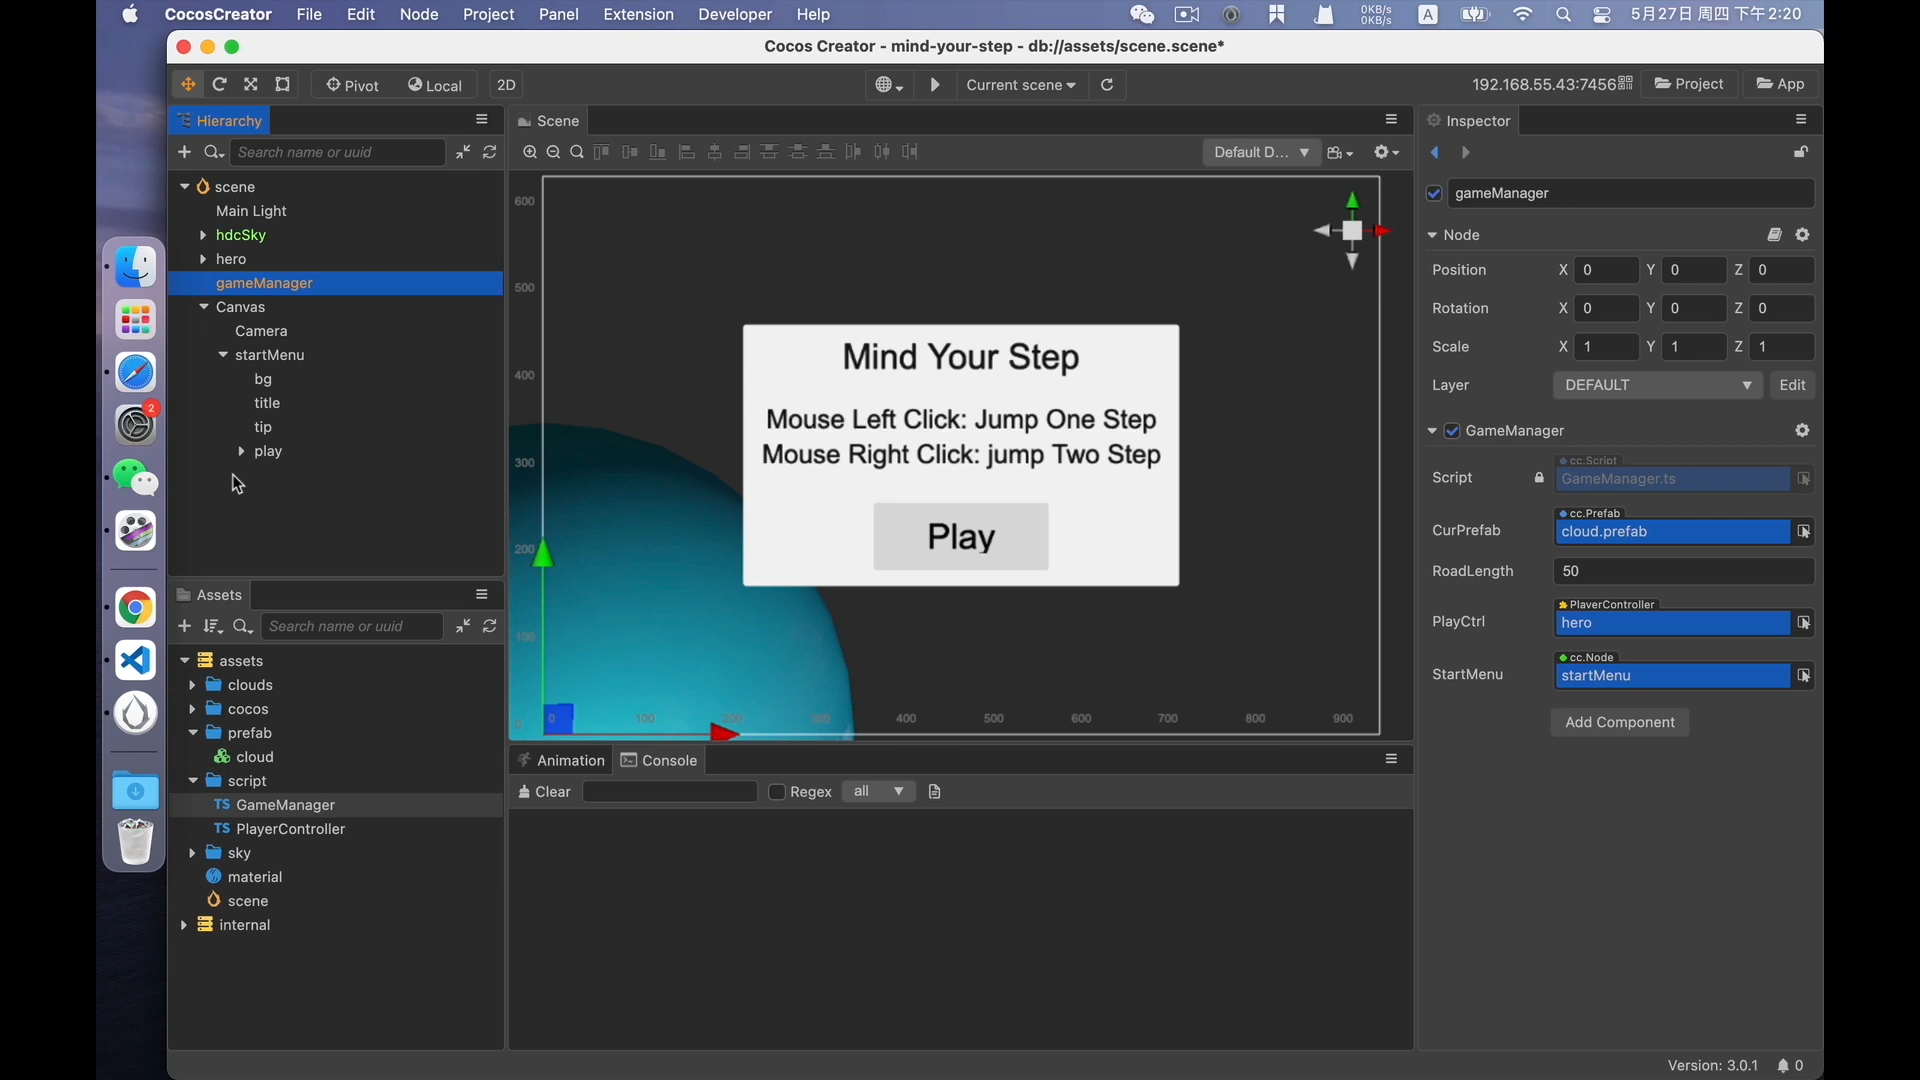 CocosCreator File Edit Node Project Panel Extension Developer Help 0KB/s 0KB/s A 5月27日 周四 下午2:20
Cocos Creator - mind-your-step - db://assets/scene.scene*
Pivot Local 2D Current scene 192.168.55.43:7456 Project App
Hierarchy
Search name or uuid
scene
Main Light
hdcSky
hero
gameManager
Canvas
Camera
startMenu
bg
title
tip
play
2
Assets
Search name or uuid
assets
clouds
cocos
prefab
cloud
script
TS GameManager
TS PlayerController
sky
material
scene
internal
Scene
Default D...
600
500
400
300
200
100
0
0 100 200 300 400 500 600 700 800 900
Mind Your Step
Mouse Left Click: Jump One Step
Mouse Right Click: jump Two Step
Play
Animation Console
Clear Regex all
Inspector
gameManager
Node
Position X 0 Y 0 Z 0
Rotation X 0 Y 0 Z 0
Scale X 1 Y 1 Z 1
Layer DEFAULT Edit
GameManager
cc.Script
Script GameManager.ts
cc.Prefab
CurPrefab cloud.prefab
RoadLength 50
PlayerController
PlayCtrl hero
cc.Node
StartMenu startMenu
Add Component
Version: 3.0.1 0